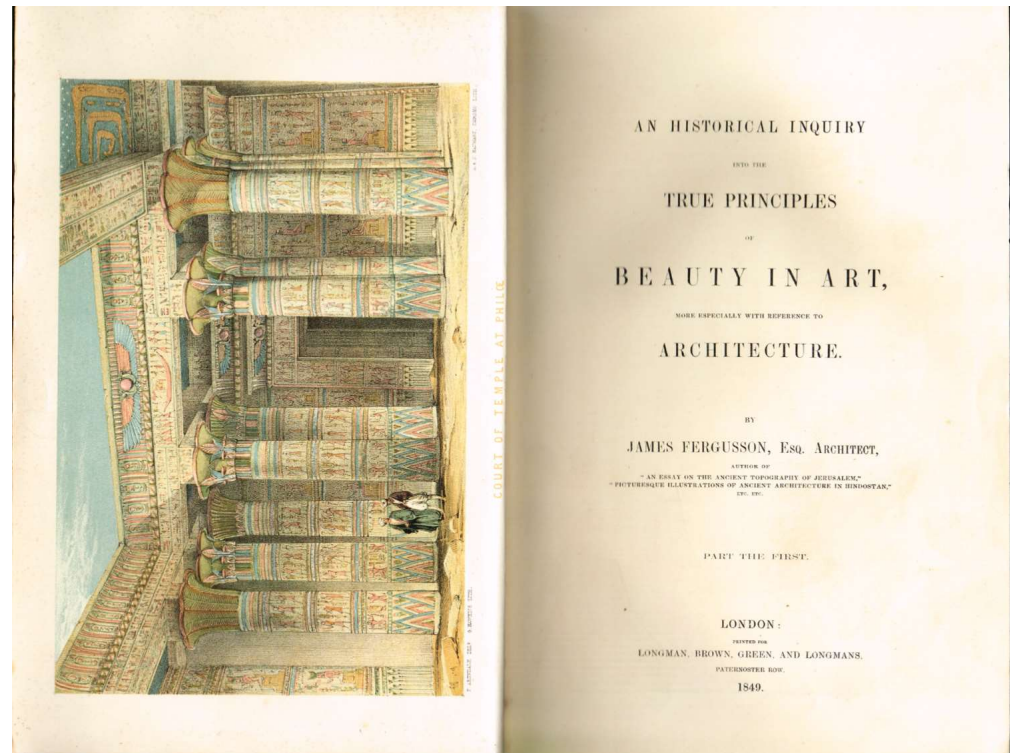 COURT OF TEMPLE AT PHILŒ
AN HISTORICAL INQUIRY
INTO THE
TRUE PRINCIPLES
OF
BEAUTY IN ART,
MORE ESPECIALLY WITH REFERENCE TO
ARCHITECTURE.
BY
JAMES FERGUSSON, ESQ. ARCHITECT,
AUTHOR OF
"AN ESSAY ON THE ANCIENT TOPOGRAPHY OF JERUSALEM,"
"PICTURESQUE ILLUSTRATIONS OF ANCIENT ARCHITECTURE IN HINDOSTAN,"
ETC. ETC.
PART THE FIRST.
LONDON:
PRINTED FOR
LONGMAN, BROWN, GREEN, AND LONGMANS,
PATERNOSTER ROW.
1849.